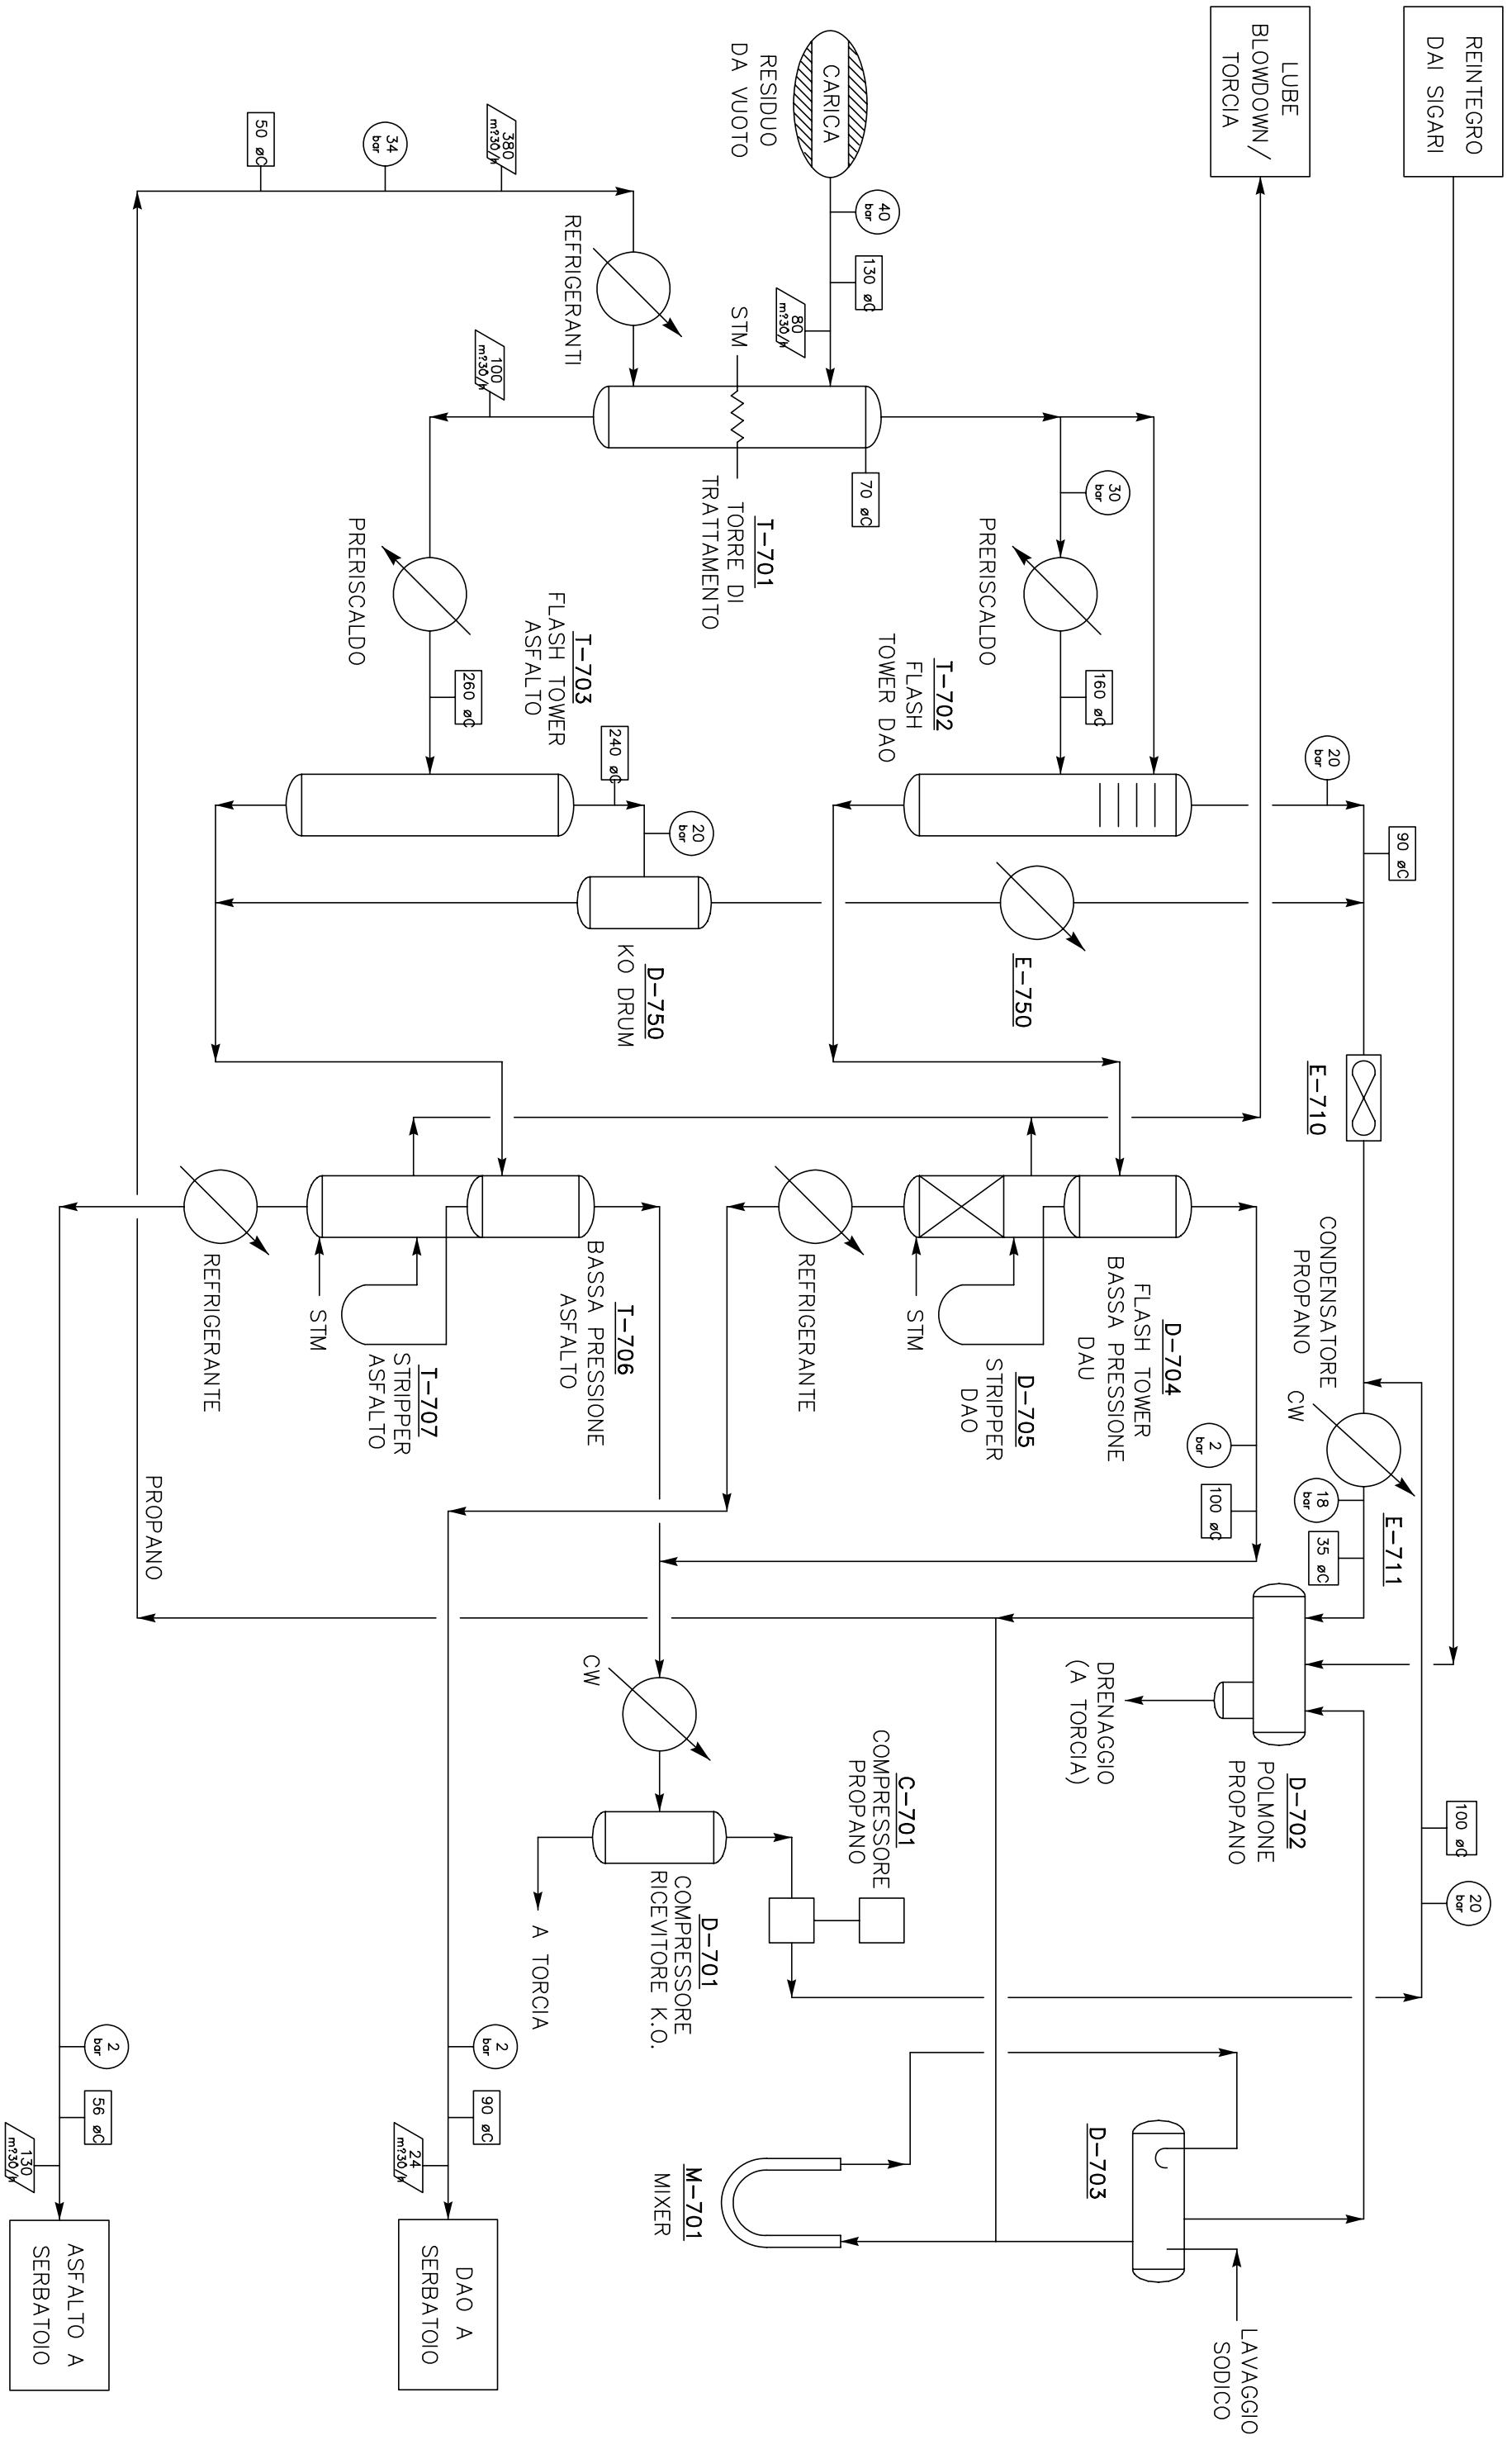 REINTEGRO
DAI SIGARI
LUBE
BLOWDOWN/
TORCIA
CARICA
RESIDUO
DA VUOTO
40
bar
130 øC
80
m?30/h
380
m?30/h
34
bar
50 øC
REFRIGERANTI
STM
100
m?30/h
70 øC
T-701
TORRE DI
TRATTAMENTO
30
bar
PRERISCALDO
160 øC
T-702
FLASH
TOWER DAO
PRERISCALDO
260 øC
T-703
FLASH TOWER
ASFALTO
240 øC
20
bar
20
bar
90 øC
D-750
KO DRUM
E-750
E-710
CONDENSATORE
PROPANO
CW
E-711
18
bar
35 øC
D-704
FLASH TOWER
BASSA PRESSIONE
DAU
D-705
STRIPPER
DAO
STM
REFRIGERANTE
2
bar
100 øC
T-706
BASSA PRESSIONE
ASFALTO
T-707
STRIPPER
ASFALTO
STM
REFRIGERANTE
PROPANO
D-702
POLMONE
PROPANO
DRENAGGIO
(A TORCIA)
100 øC
20
bar
CW
C-701
COMPRESSORE
PROPANO
D-701
COMPRESSORE
RICEVITORE K.O.
A TORCIA
D-703
M-701
MIXER
LAVAGGIO
SODICO
2
bar
90 øC
24
m?30/h
DAO A
SERBATOIO
2
bar
56 øC
130
m?30/h
ASFALTO A
SERBATOIO